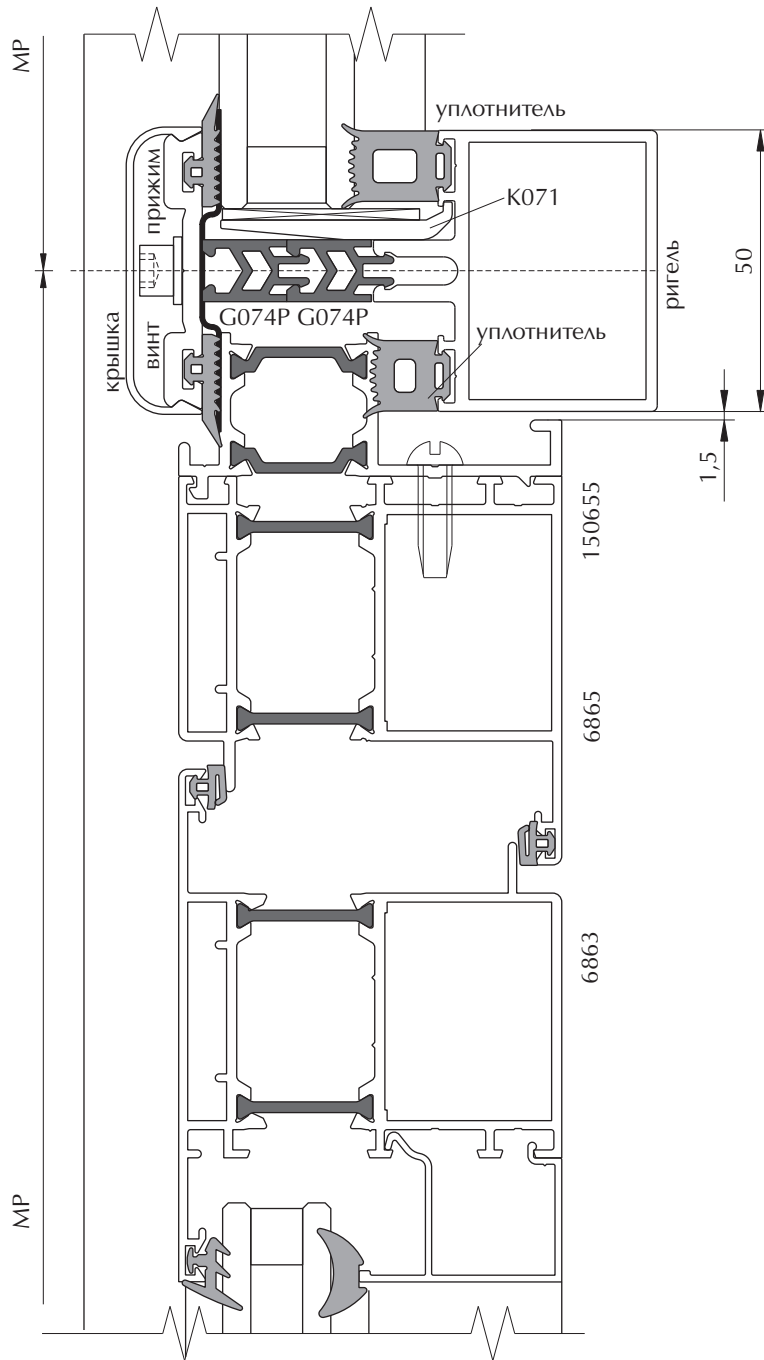 МР
уплотнитель
прижим
К071
50
ригель
G074P G074P
винт
уплотнитель
крышка
1,5
150655
6865
6863
МР